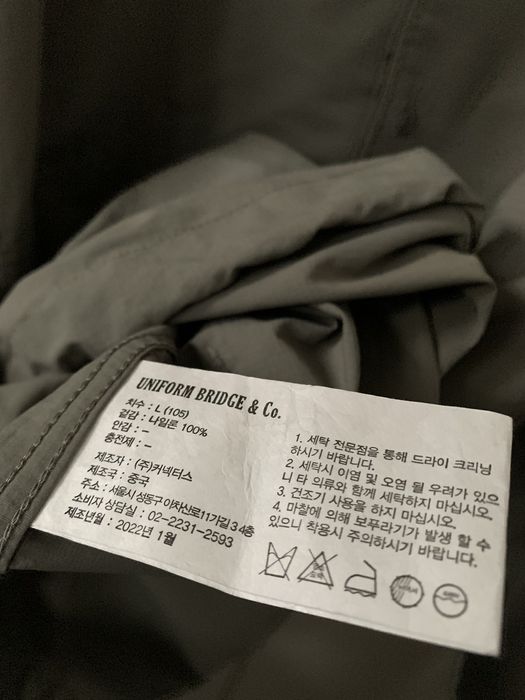 UNIFORM BRIDGE & Co.
치수 : L (105)
겉감 : 나일론 100%
안감 : –
충전제 : –
제조자 : (주)커넥터스
제조국 : 중국
주소 : 서울시 성동구 아차산로11가길 3 4층
소비자 상담실 : 02-2231-2593
제조년월 : 2022년 1월
1. 세탁 전문점을 통해 드라이 크리닝
하시기 바랍니다.
2. 세탁시 이염 및 오염 될 우려가 있으
니 타 의류와 함께 세탁하지 마십시오.
3. 건조기 사용을 하지 마십시오.
4. 마찰에 의해 보푸라기가 발생 할 수
있으니 착용시 주의하시기 바랍니다.